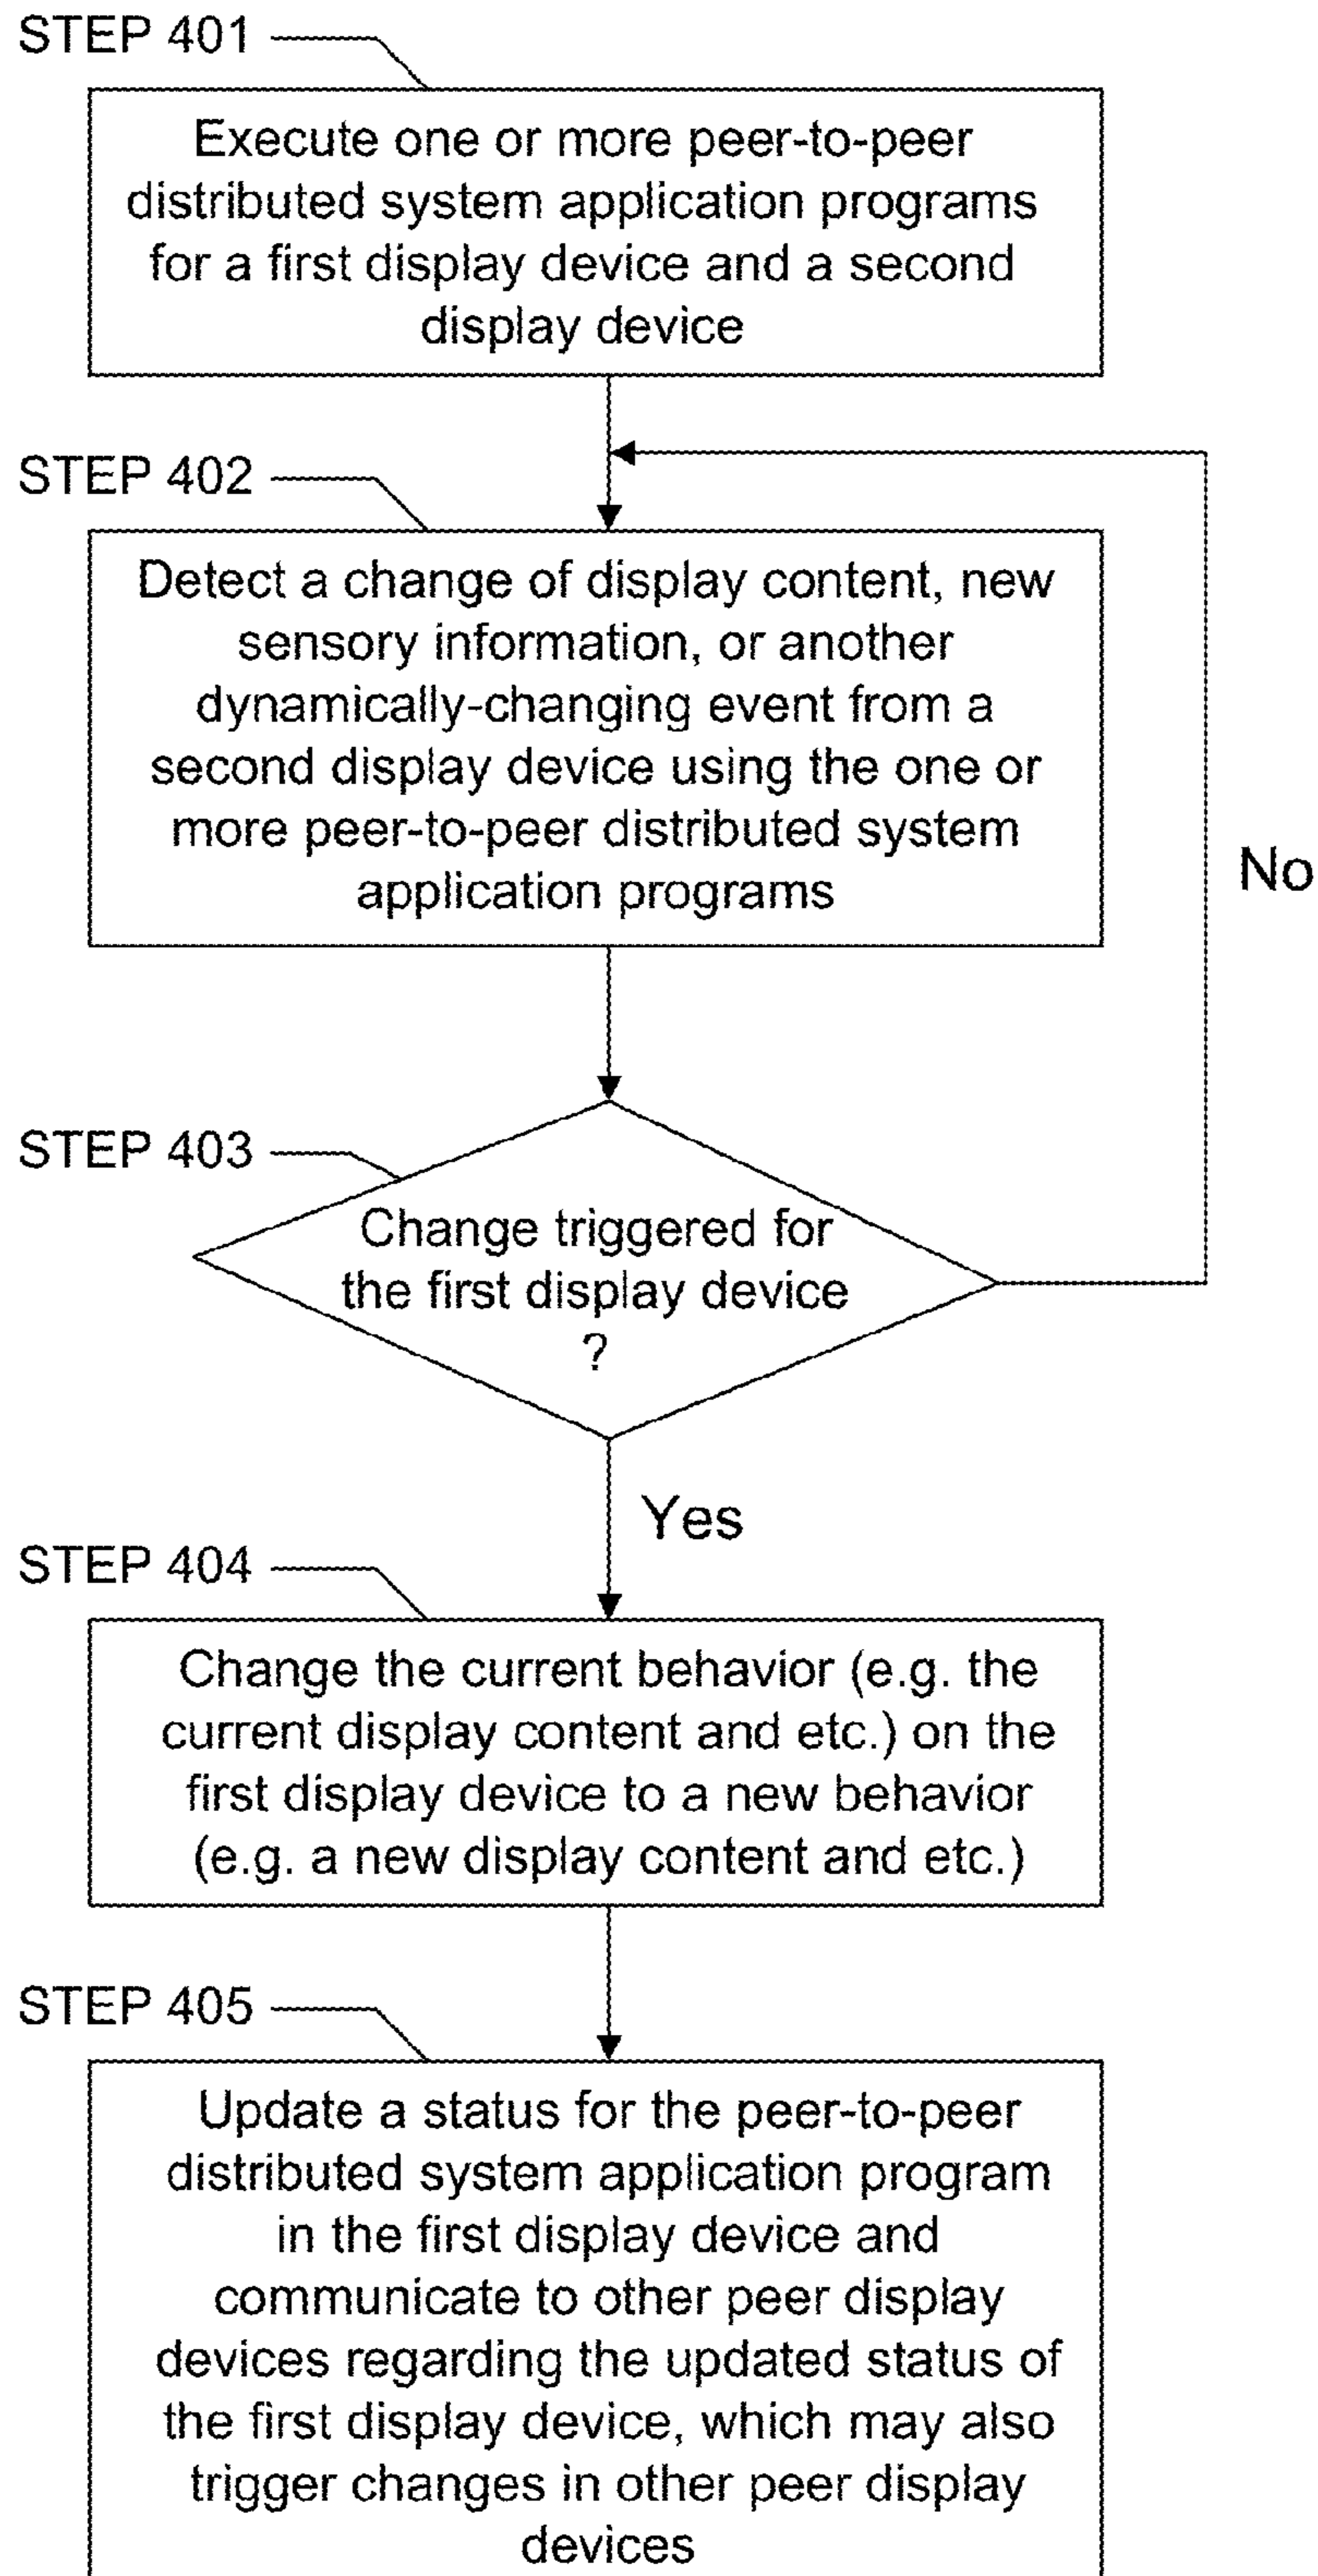 STEP 401
Execute one or more peer-to-peer
distributed system application programs
for a first display device and a second
display device
STEP 402
Detect a change of display content, new
sensory information, or another
dynamically-changing event from a
second display device using the one or
more peer-to-peer distributed system
application programs
No
STEP 403
Change triggered for
the first display device
?
Yes
STEP 404
Change the current behavior (e.g. the
current display content and etc.) on the
first display device to a new behavior
(e.g. a new display content and etc.)
STEP 405
Update a status for the peer-to-peer
distributed system application program
in the first display device and
communicate to other peer display
devices regarding the updated status of
the first display device, which may also
trigger changes in other peer display
devices